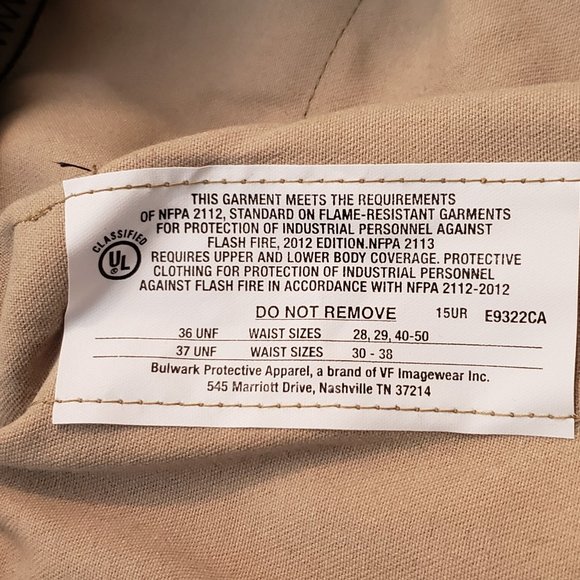 THIS GARMENT MEETS THE REQUIREMENTS
OF NFPA 2112, STANDARD ON FLAME-RESISTANT GARMENTS
FOR PROTECTION OF INDUSTRIAL PERSONNEL AGAINST
FLASH FIRE, 2012 EDITION.NFPA 2113
REQUIRES UPPER AND LOWER BODY COVERAGE. PROTECTIVE
CLOTHING FOR PROTECTION OF INDUSTRIAL PERSONNEL
AGAINST FLASH FIRE IN ACCORDANCE WITH NFPA 2112-2012
CLASSIFIED
UL
®
DO NOT REMOVE 15UR E9322CA
36 UNF WAIST SIZES 28, 29, 40-50
37 UNF WAIST SIZES 30 - 38
Bulwark Protective Apparel, a brand of VF Imagewear Inc.
545 Marriott Drive, Nashville TN 37214